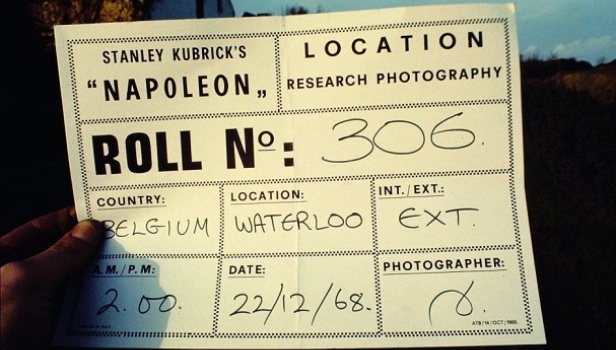 STANLEY KUBRICK'S
"NAPOLEON„
LOCATION
RESEARCH PHOTOGRAPHY
ROLL Nº: 306.
COUNTRY:
BELGIUM
LOCATION:
WATERLOO
INT./EXT.:
EXT.
A.M./P.M:
2.00.
DATE:
22/12/68.
PHOTOGRAPHER: